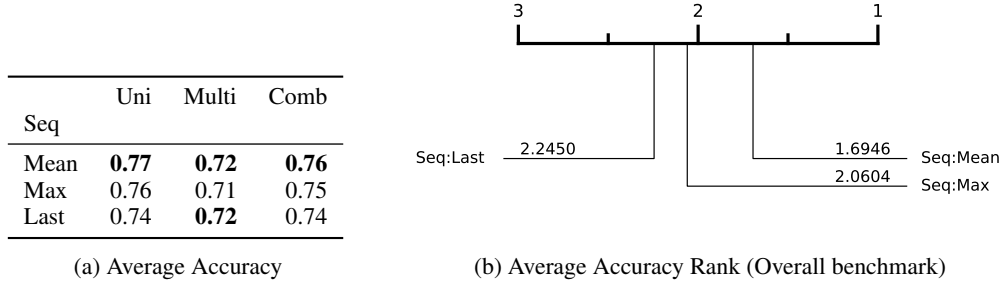 Uni Multi Comb
Seq
Mean 0.77 0.72 0.76
Max 0.76 0.71 0.75
Last 0.74 0.72 0.74
(a) Average Accuracy
3 2 1
Seq:Last 2.2450
1.6946 Seq:Mean
2.0604 Seq:Max
(b) Average Accuracy Rank (Overall benchmark)